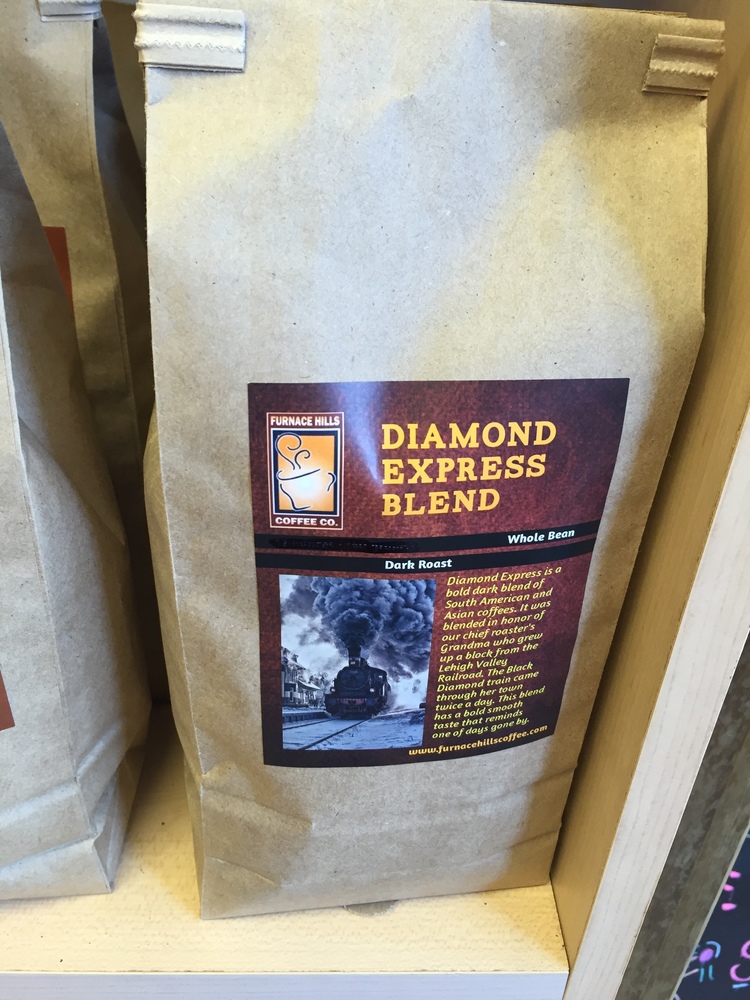 FURNACE HILLS
COFFEE CO.
DIAMOND
EXPRESS
BLEND
Whole Bean
Dark Roast
Diamond Express is a
bold dark blend of
South American and
Asian coffees. It was
blended in honor of
our chief roaster's
Grandma who grew
up a block from the
Lehigh Valley
Railroad. The Black
Diamond train came
through her town
twice a day. This blend
has a bold smooth
taste that reminds
one of days gone by.
www.furnacehillscoffee.com